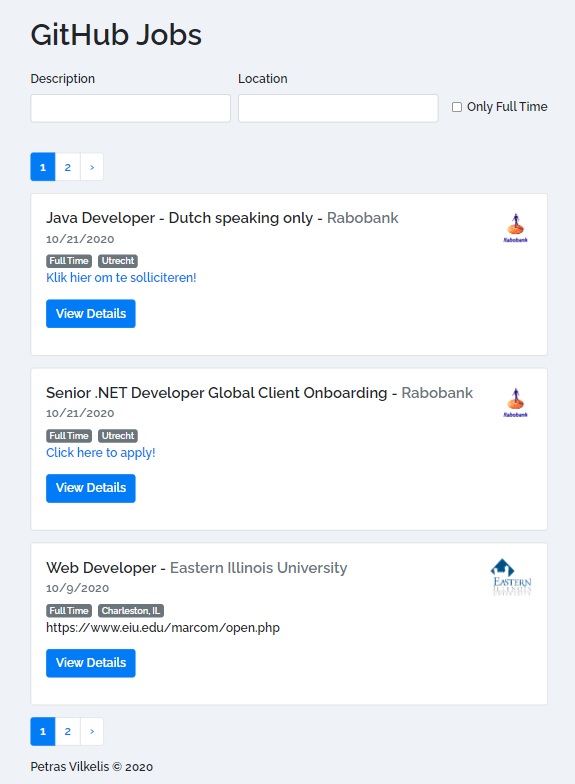 GitHub Jobs
Description Location
Only Full Time
1 2 ›
Java Developer - Dutch speaking only - Rabobank
10/21/2020
Full Time Utrecht
Klik hier om te solliciteren!
View Details
Rabobank
Senior .NET Developer Global Client Onboarding - Rabobank
10/21/2020
Full Time Utrecht
Click here to apply!
View Details
Rabobank
Web Developer - Eastern Illinois University
10/9/2020
Full Time Charleston, IL
https://www.eiu.edu/marcom/open.php
View Details
EASTERN
ILLINOIS
UNIVERSITY
1 2 ›
Petras Vilkelis © 2020